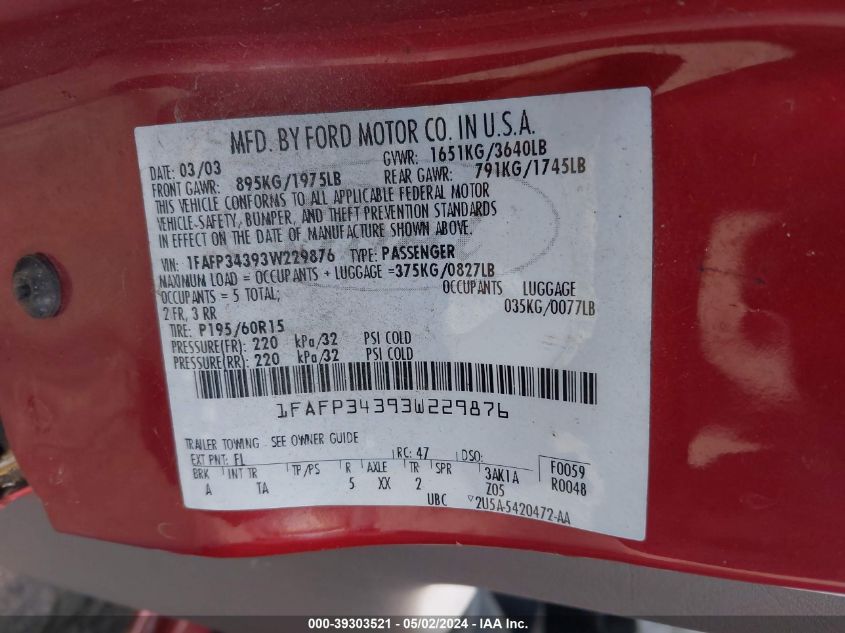 MFD. BY FORD MOTOR CO. IN U.S.A.
DATE: 03/03 GVWR: 1651KG/3640LB
FRONT GAWR: 895KG/1975LB REAR GAWR: 791KG/1745LB
THIS VEHICLE CONFORMS TO ALL APPLICABLE FEDERAL MOTOR
VEHICLE-SAFETY, BUMPER, AND THEFT PREVENTION STANDARDS
IN EFFECT ON THE DATE OF MANUFACTURE SHOWN ABOVE.
VIN: 1FAFP34393W229876 TYPE: PASSENGER
MAXIMUM LOAD = OCCUPANTS + LUGGAGE =375KG/0827LB
OCCUPANTS = 5 TOTAL; OCCUPANTS LUGGAGE
2 FR, 3 RR 035KG/0077LB
TIRE: P195/60R15
PRESSURE(FR): 220 kPa/32 PSI COLD
PRESSURE(RR): 220 kPa/32 PSI COLD
1FAFP34393W229876
TRAILER TOWING - SEE OWNER GUIDE
EXT PNT: FL RC: 47 DSO: F0059
BRK INT TR TP/PS R AXLE TR SPR 3AK1A R0048
A TA 5 XX 2 Z05
UBC ▽2U5A-5420472-AA
000-39303521 - 05/02/2024 - IAAI.COM